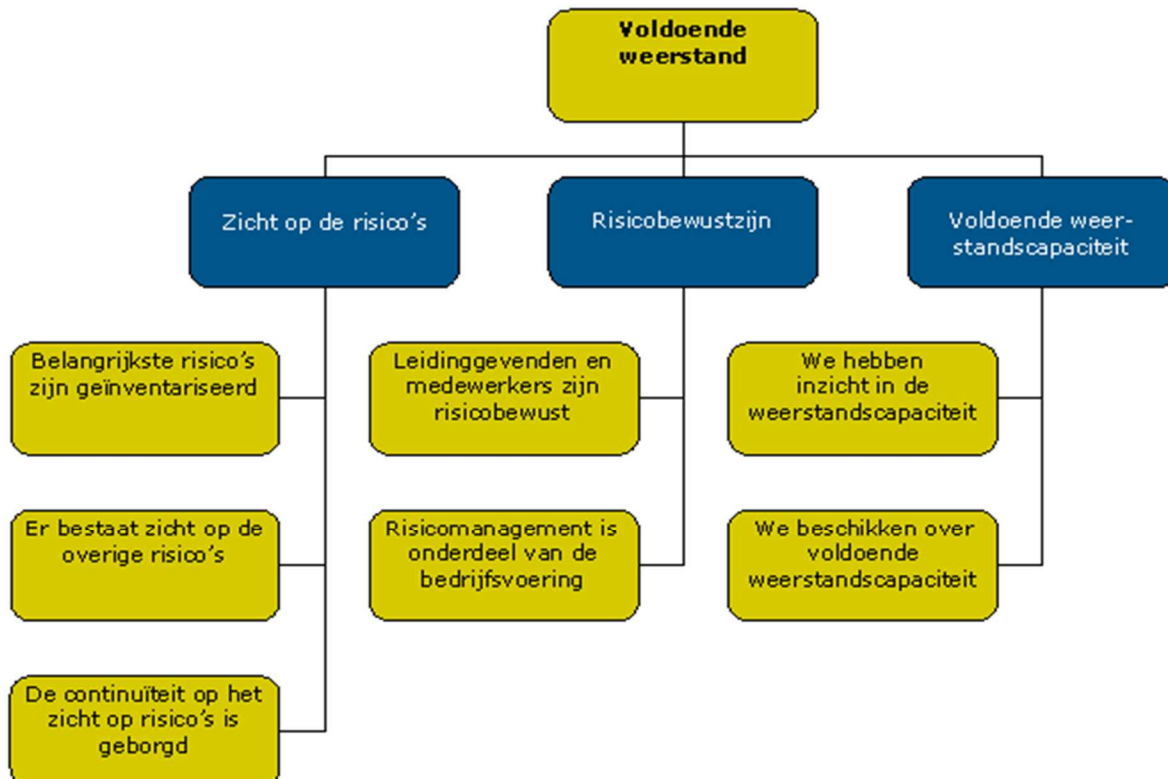 Voldoende
weerstand
Zicht op de risico's
Risicobewustzijn
Voldoende weer-
standscapaciteit
Belangrijkste risico's
zijn geïnventariseerd
Leidinggevenden en
medewerkers zijn
risicobewust
We hebben
inzicht in de
weerstandscapaciteit
Er bestaat zicht op de
overige risico's
Risicomanagement is
onderdeel van de
bedrijfsvoering
We beschikken over
voldoende
weerstandscapaciteit
De continuïteit op het
zicht op risico's is
geborgd